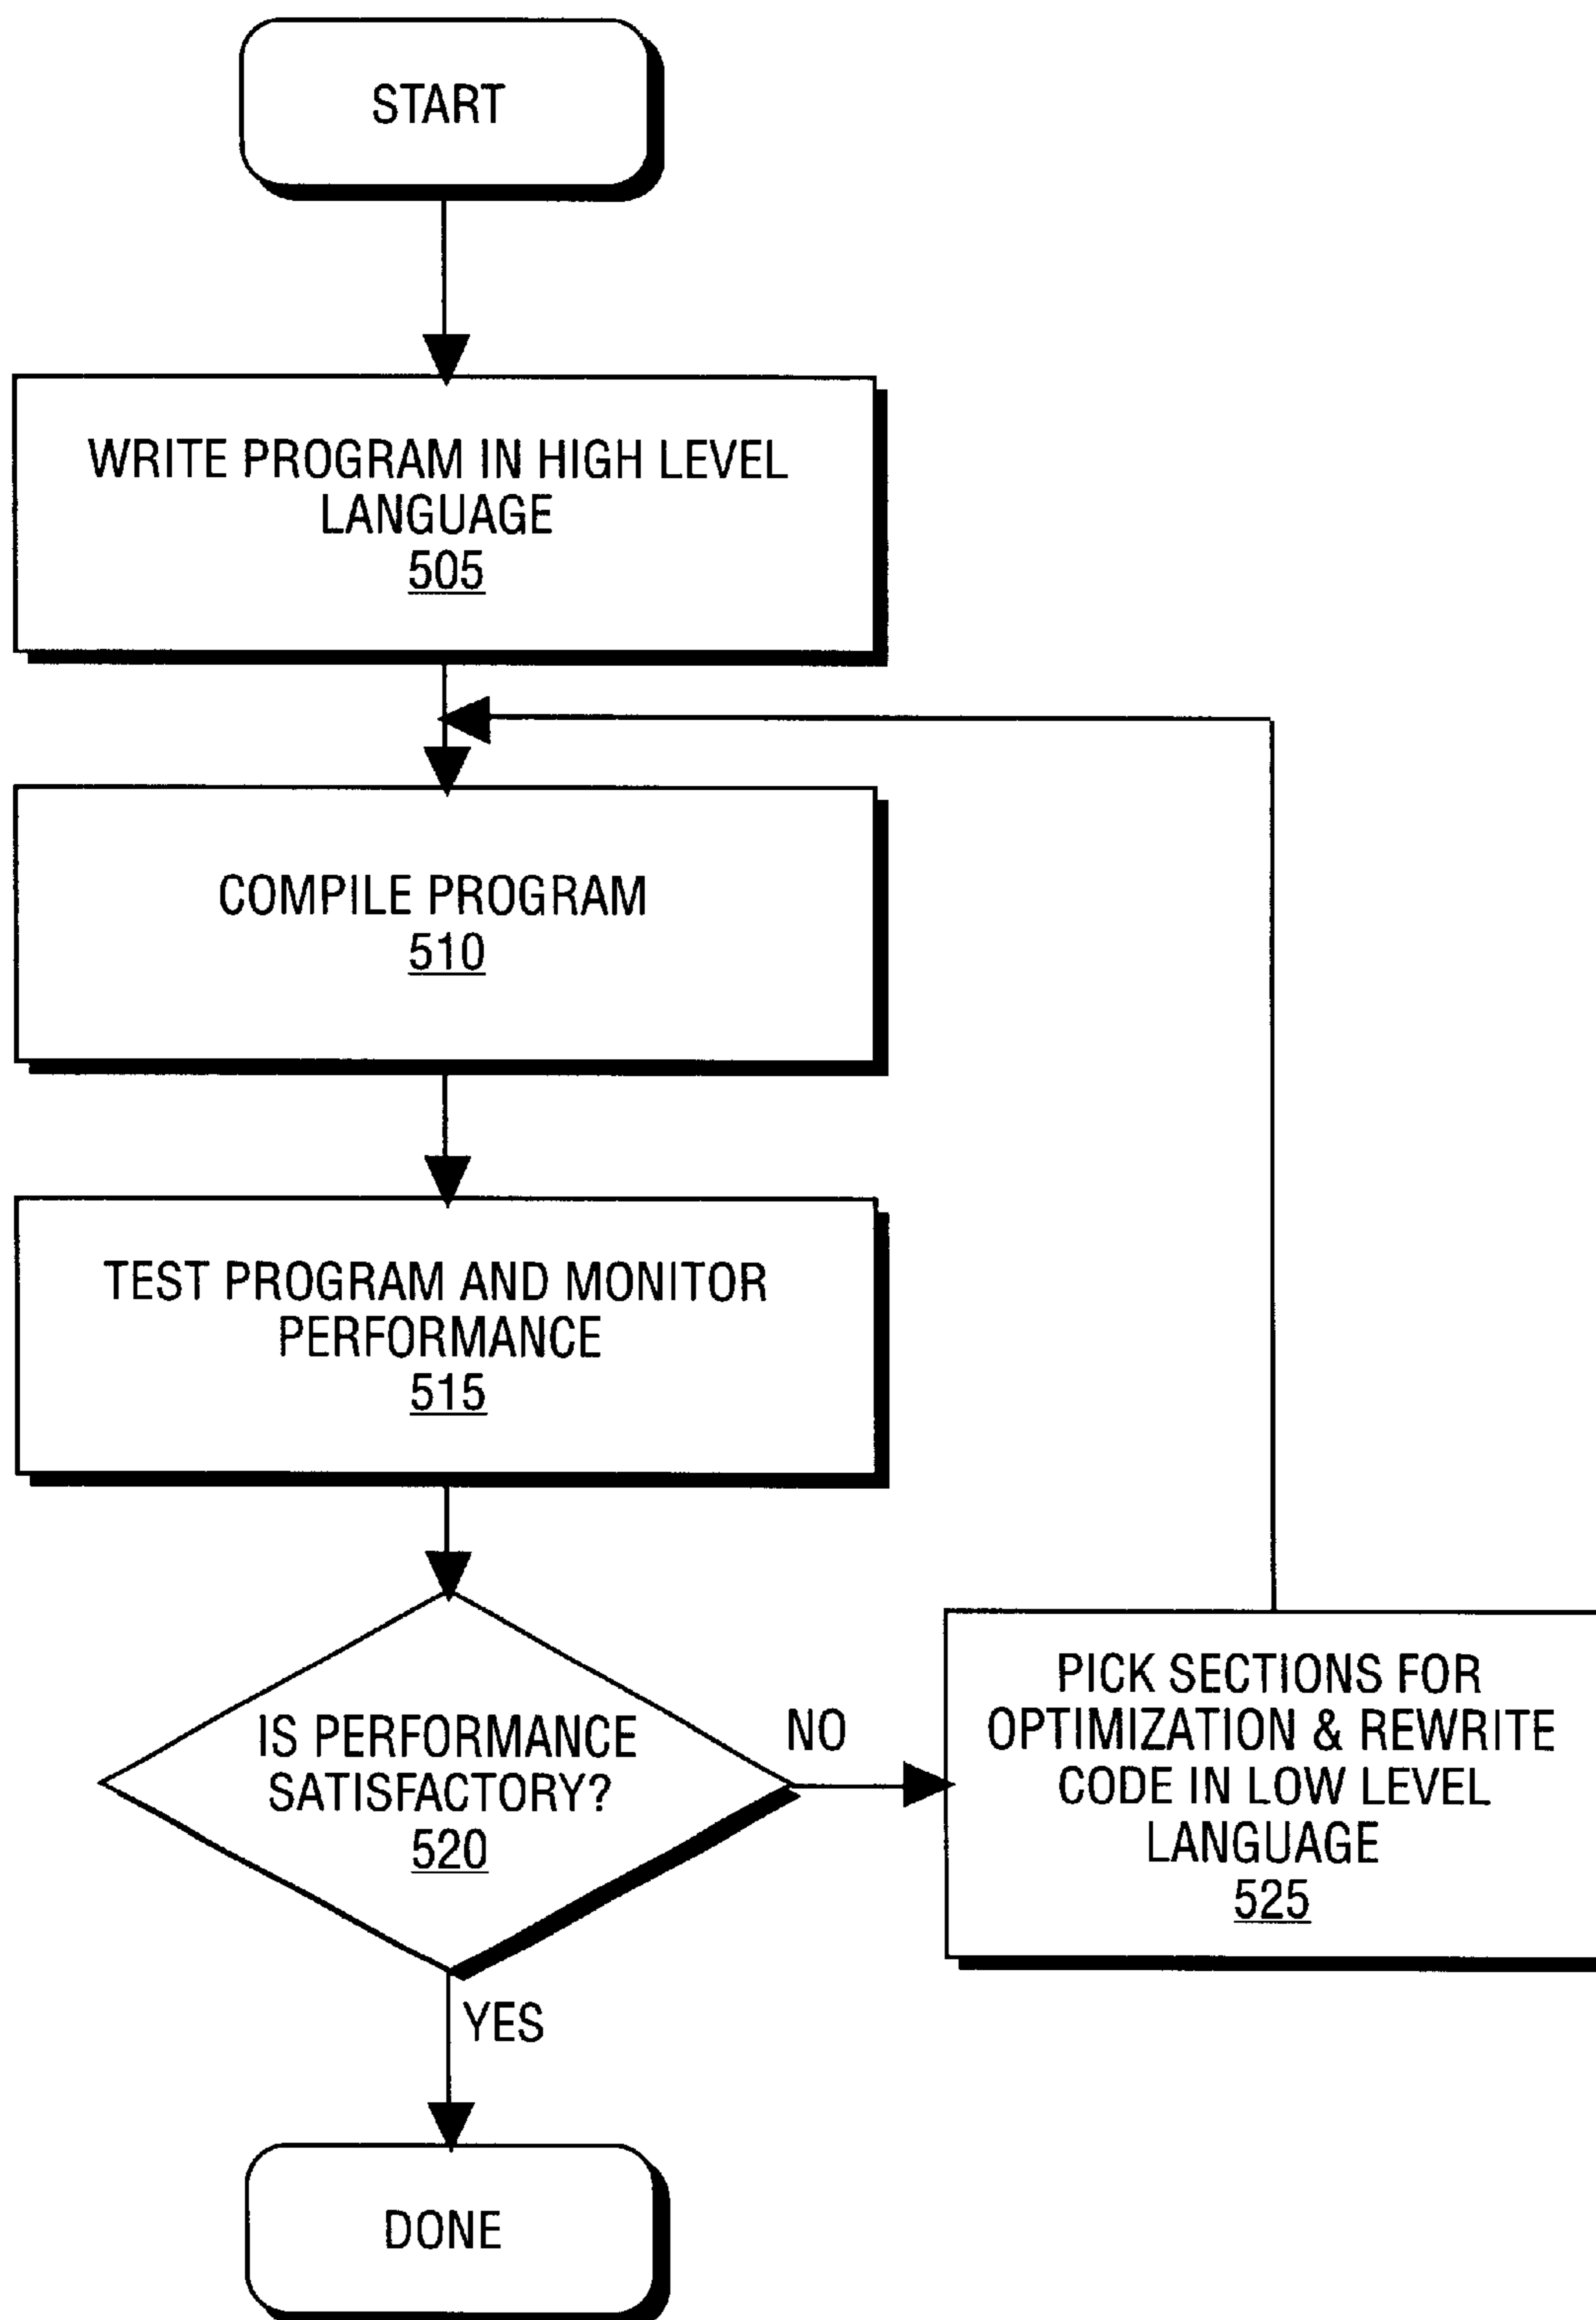 START
WRITE PROGRAM IN HIGH LEVEL
LANGUAGE
505
COMPILE PROGRAM
510
TEST PROGRAM AND MONITOR
PERFORMANCE
515
IS PERFORMANCE
SATISFACTORY?
520
NO
PICK SECTIONS FOR
OPTIMIZATION & REWRITE
CODE IN LOW LEVEL
LANGUAGE
525
YES
DONE